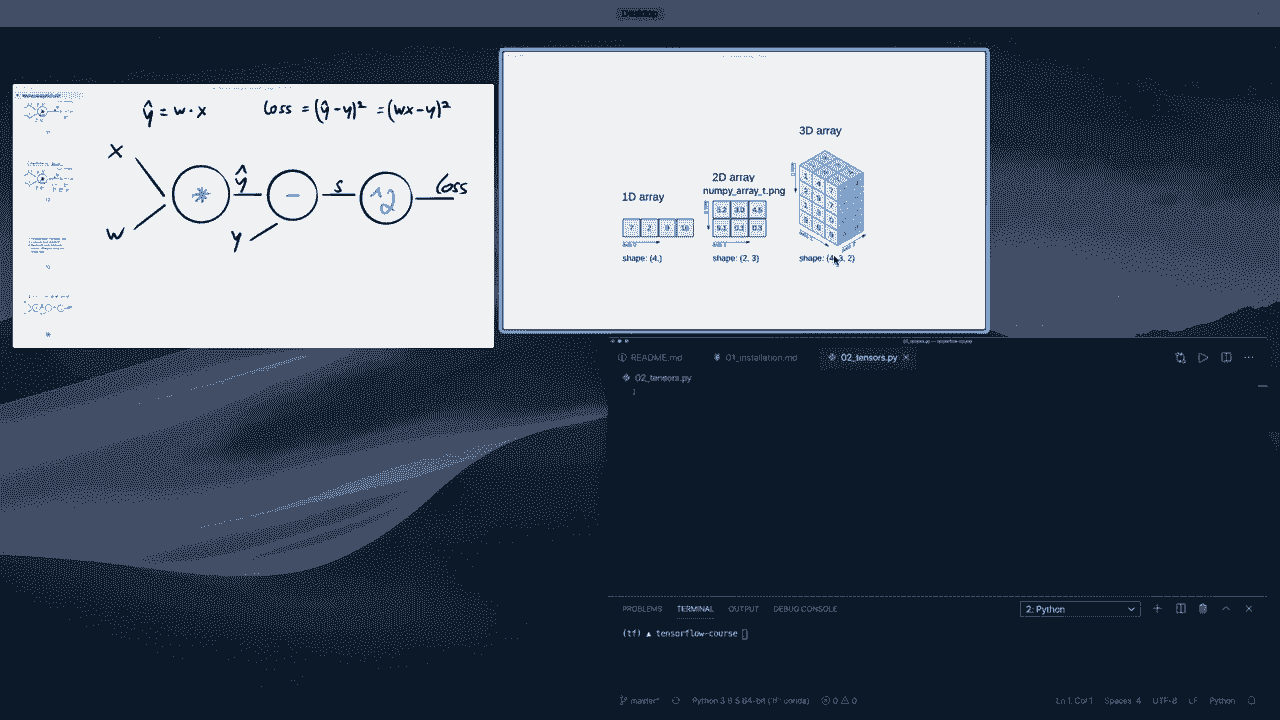 Desktop
ŷ = w · x
Loss = (ŷ - y)² = (wx - y)²
x
w
*
ŷ
-
y
s
^2
Loss
3D array
2D array
numpy_array_t.png
1D array
7 2 9 10
5.2 3.0 4.5
9.1 0.1 0.3
axis 0
axis 1
shape: (4,)
shape: (2, 3)
shape: (4, 3, 2)
README.md
01_installation.md
02_tensors.py
02_tensors.py
1
PROBLEMS
TERMINAL
OUTPUT
DEBUG CONSOLE
2: Python
(tf) ▲ tensorflow-course
master*
Python 3.8.5 64-bit ('tf': conda)
0
0
Ln 1, Col 1
Spaces: 4
UTF-8
LF
Python